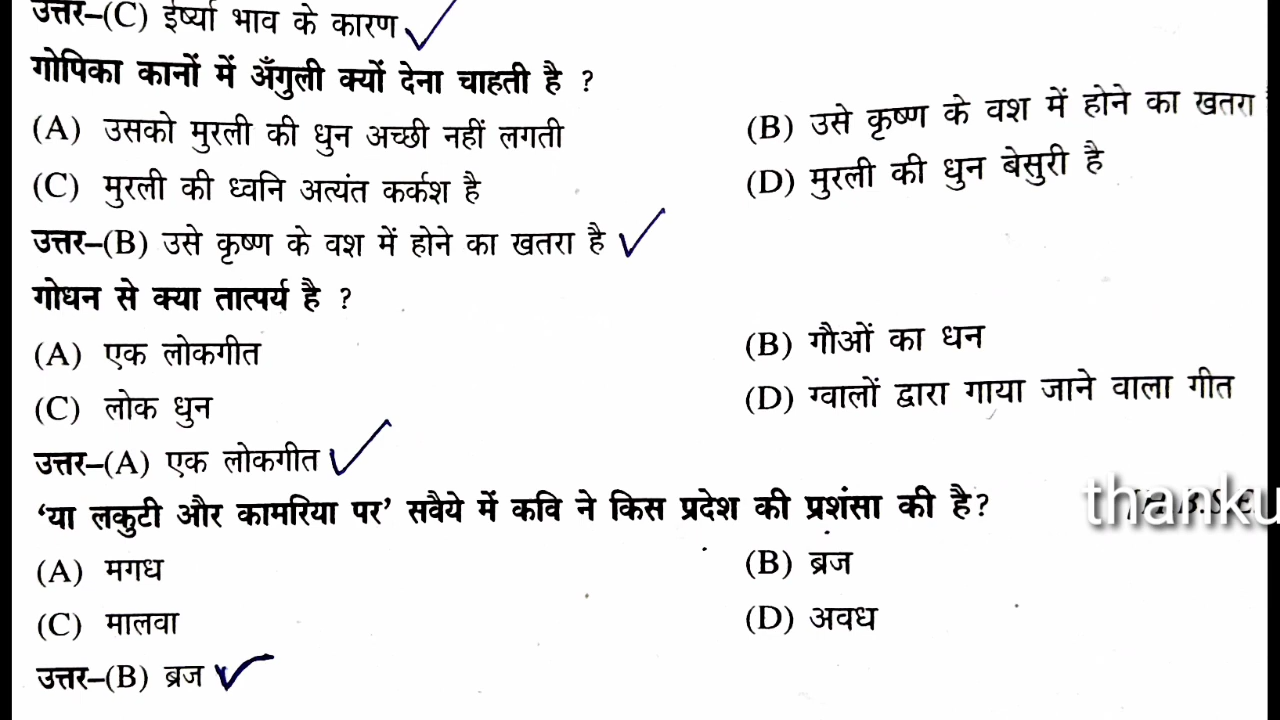 उत्तर–(C) ईर्ष्या भाव के कारण
गोपिका कानों में अँगुली क्यों देना चाहती है ?
(A) उसको मुरली की धुन अच्छी नहीं लगती
(B) उसे कृष्ण के वश में होने का खतरा
(C) मुरली की ध्वनि अत्यंत कर्कश है
(D) मुरली की धुन बेसुरी है
उत्तर–(B) उसे कृष्ण के वश में होने का खतरा है
गोधन से क्या तात्पर्य है ?
(A) एक लोकगीत
(B) गौओं का धन
(C) लोक धुन
(D) ग्वालों द्वारा गाया जाने वाला गीत
उत्तर–(A) एक लोकगीत
‘या लकुटी और कामरिया पर’ सवैये में कवि ने किस प्रदेश की प्रशंसा की है?
(A) मगध
(B) ब्रज
(C) मालवा
(D) अवध
उत्तर–(B) ब्रज